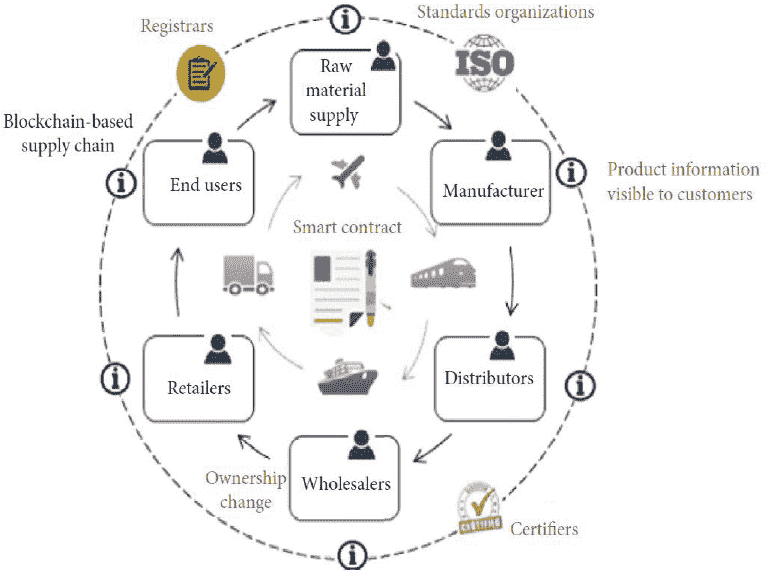 Registrars
Standards organizations
ISO
Raw
material
supply
Blockchain-based
supply chain
End users
Manufacturer
Product information
visible to customers
Smart contract
Retailers
Distributors
Ownership
change
Wholesalers
CERTIFIED
Certifiers